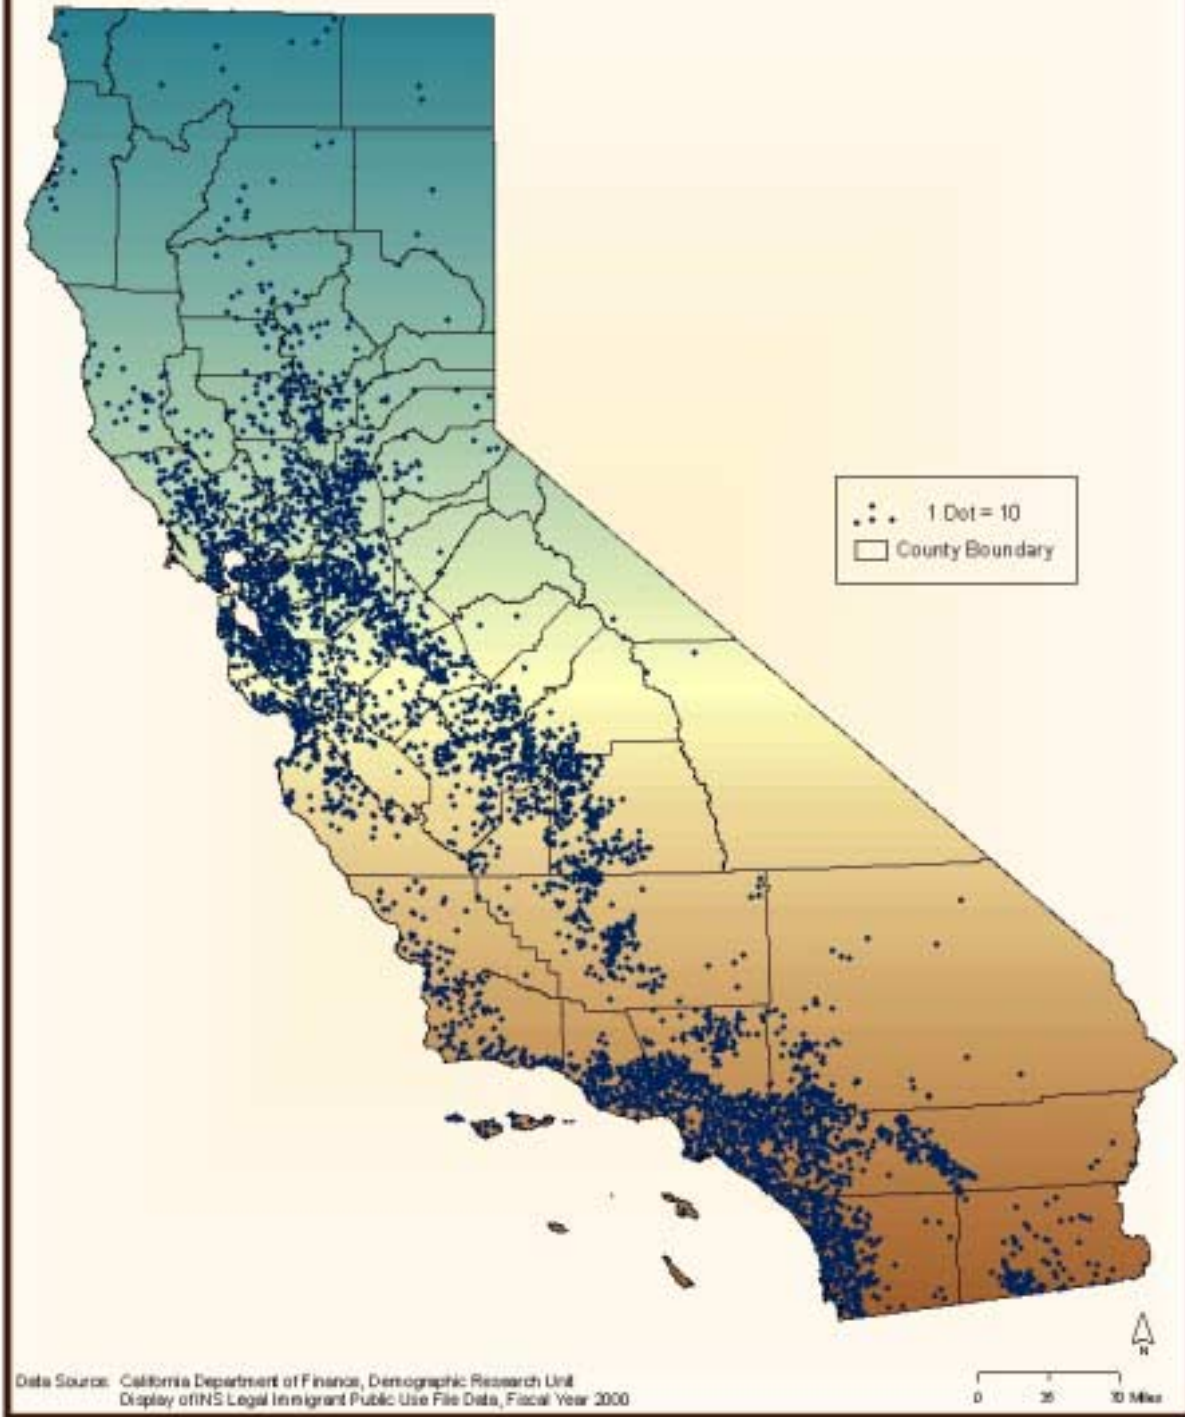 1 Dot = 10
County Boundary
N
Data Source: California Department of Finance, Demographic Research Unit
Display of INS Legal Immigrant Public Use File Data, Fiscal Year 2000
0 Miles